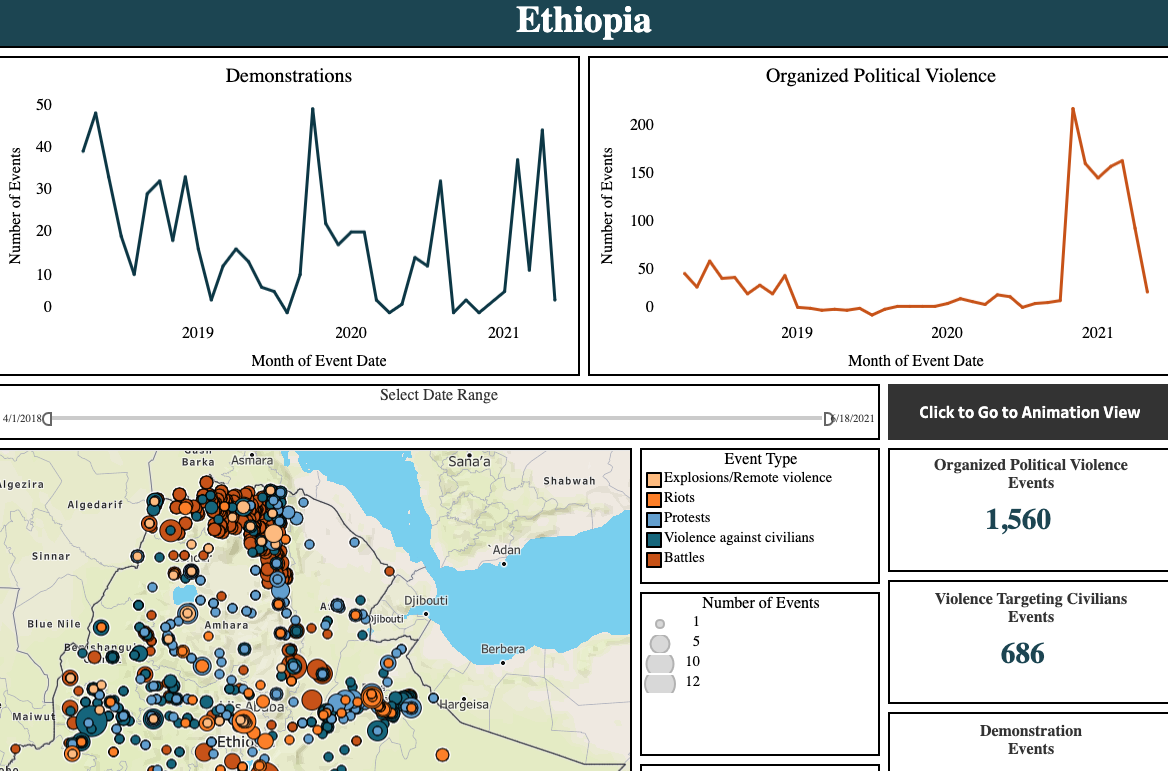 Ethiopia
Demonstrations
Number of Events
50
40
30
20
10
0
2019
2020
2021
Month of Event Date
Organized Political Violence
Number of Events
200
150
100
50
0
2019
2020
2021
Month of Event Date
Select Date Range
4/1/2018
/18/2021
Click to Go to Animation View
Barka
Asmara
Sana'a
lgezira
Algedarif
Shabwah
Sinnar
`Adan
Djibouti
Djibouti
Blue Nile
Amhara
Berbera
Maiwut
Hargeisa
Ethio
Event Type
Explosions/Remote violence
Riots
Protests
Violence against civilians
Battles
Number of Events
1
5
10
12
Organized Political Violence
Events
1,560
Violence Targeting Civilians
Events
686
Demonstration
Events